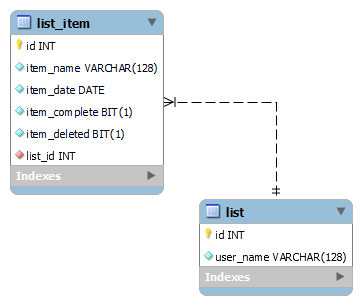 list_item
id INT
item_name VARCHAR(128)
item_date DATE
item_complete BIT(1)
item_deleted BIT(1)
list_id INT
Indexes
list
id INT
user_name VARCHAR(128)
Indexes